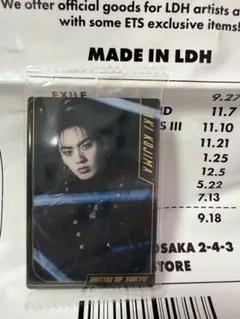 We offer official goods for LDH artists a
with some ETS exclusive items!
MADE IN LDH
EXILE
KI KOJIMA
BATTLE OF TOKYO
9.27
D 11.7
S III 11.10
11.21
1.25
12.5
5.22
7.13
9.18
OSAKA 2-4-3
STORE